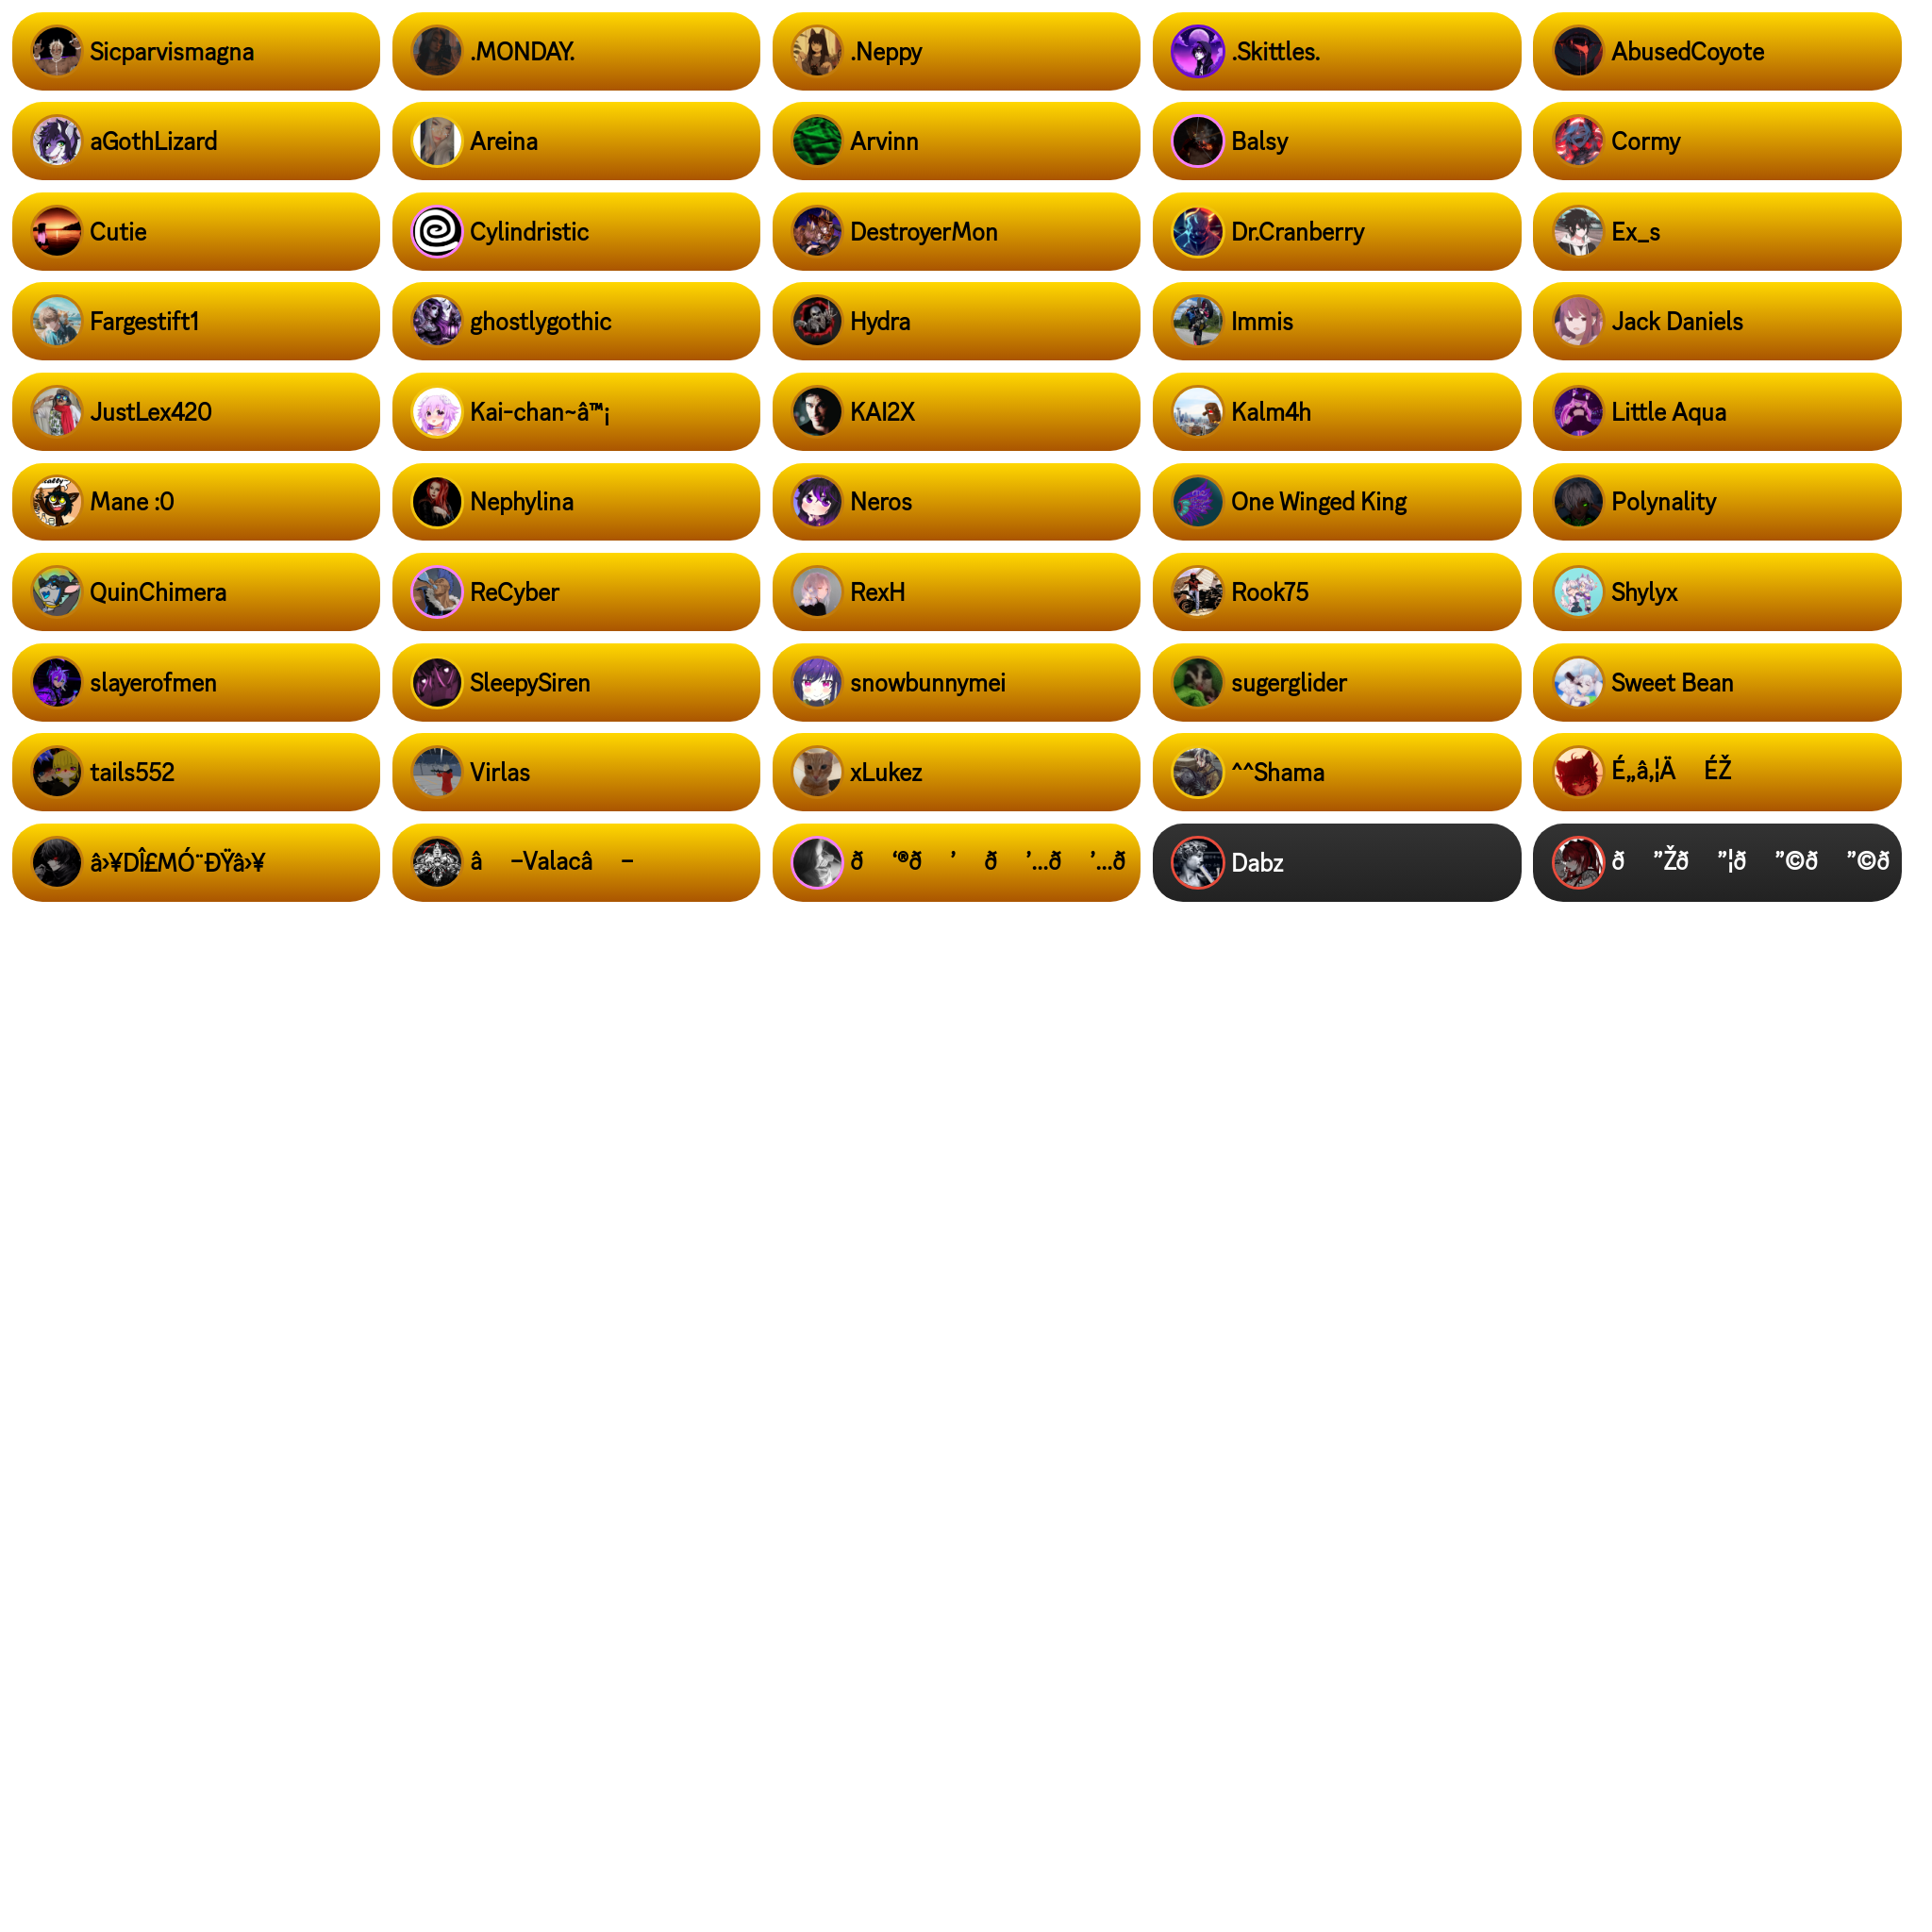 Sicparvismagna
.MONDAY.
.Neppy
.Skittles.
AbusedCoyote
aGothLizard
Areina
Arvinn
Balsy
Cormy
Cutie
Cylindristic
DestroyerMon
Dr.Cranberry
Ex_s
Fargestift1
ghostlygothic
Hydra
Immis
Jack Daniels
JustLex420
Kai-chan~â™¡
KAI2X
Kalm4h
Little Aqua
Mane :0
Nephylina
Neros
One Winged King
Polynality
QuinChimera
ReCyber
RexH
Rook75
Shylyx
slayerofmen
SleepySiren
snowbunnymei
sugerglider
Sweet Bean
tails552
Virlas
xLukez
^^Shama
É„â‚¦Ä ÉŽ
â›¥DÎ£MÓ¨ÐŸâ›¥
â –Valacâ –
ð ‘®ð ’ ð ’…ð ’…ð
Dabz
ð ”Žð ”¦ð ”©ð ”©ð